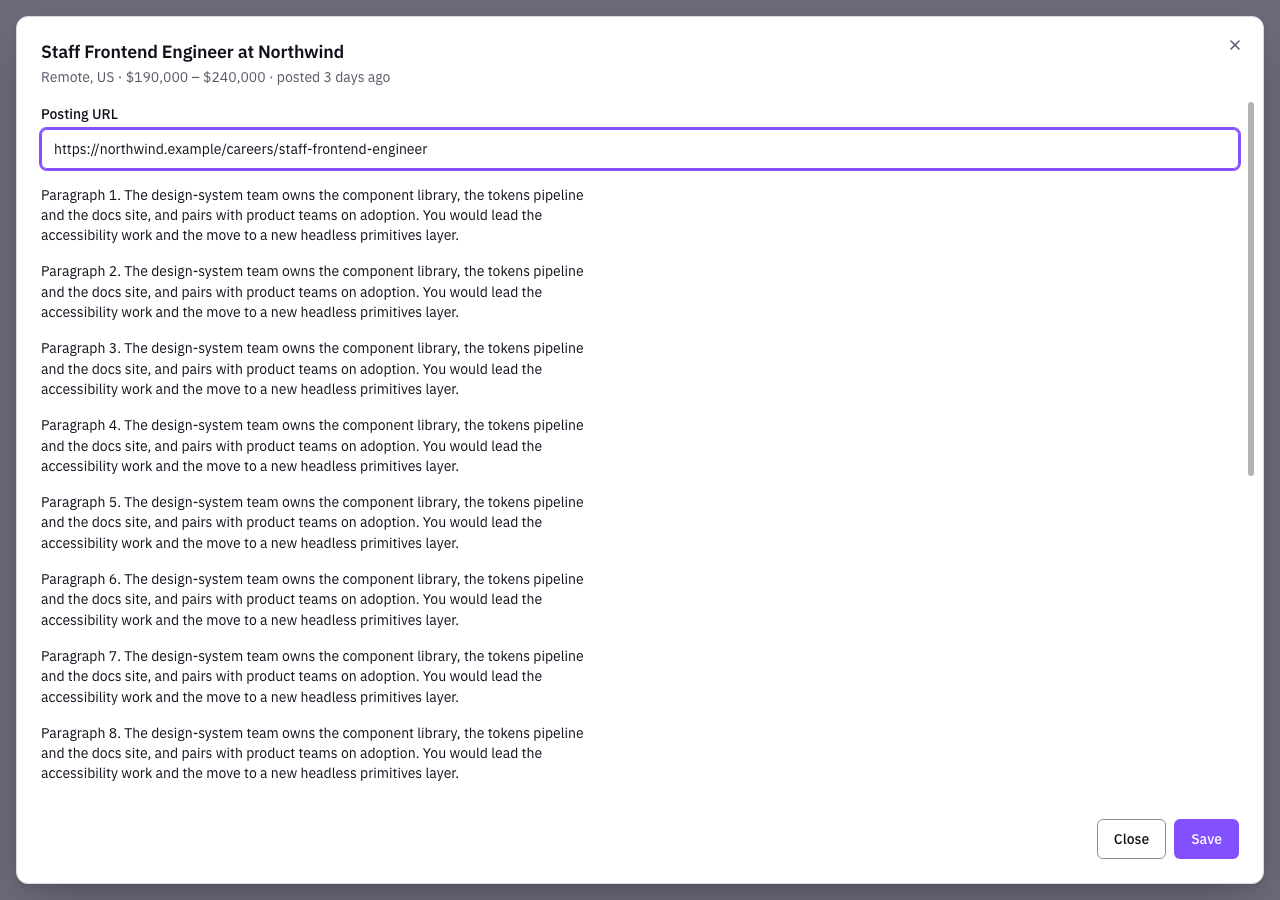 Staff Frontend Engineer at Northwind
Remote, US · $190,000 – $240,000 · posted 3 days ago
Posting URL
https://northwind.example/careers/staff-frontend-engineer
Paragraph 1. The design-system team owns the component library, the tokens pipeline
and the docs site, and pairs with product teams on adoption. You would lead the
accessibility work and the move to a new headless primitives layer.
Paragraph 2. The design-system team owns the component library, the tokens pipeline
and the docs site, and pairs with product teams on adoption. You would lead the
accessibility work and the move to a new headless primitives layer.
Paragraph 3. The design-system team owns the component library, the tokens pipeline
and the docs site, and pairs with product teams on adoption. You would lead the
accessibility work and the move to a new headless primitives layer.
Paragraph 4. The design-system team owns the component library, the tokens pipeline
and the docs site, and pairs with product teams on adoption. You would lead the
accessibility work and the move to a new headless primitives layer.
Paragraph 5. The design-system team owns the component library, the tokens pipeline
and the docs site, and pairs with product teams on adoption. You would lead the
accessibility work and the move to a new headless primitives layer.
Paragraph 6. The design-system team owns the component library, the tokens pipeline
and the docs site, and pairs with product teams on adoption. You would lead the
accessibility work and the move to a new headless primitives layer.
Paragraph 7. The design-system team owns the component library, the tokens pipeline
and the docs site, and pairs with product teams on adoption. You would lead the
accessibility work and the move to a new headless primitives layer.
Paragraph 8. The design-system team owns the component library, the tokens pipeline
and the docs site, and pairs with product teams on adoption. You would lead the
accessibility work and the move to a new headless primitives layer.
Close
Save